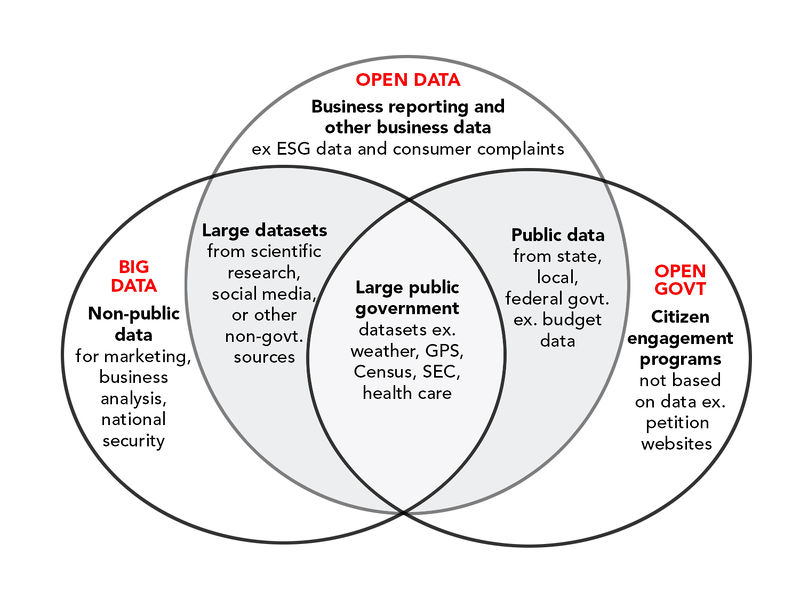 OPEN DATA
Business reporting and
other business data
ex ESG data and consumer complaints
BIG
DATA
Non-public
data
for marketing,
business
analysis,
national
security
Large datasets
from scientific
research,
social media,
or other
non-govt.
sources
Large public
government
datasets ex.
weather, GPS,
Census, SEC,
health care
Public data
from state,
local,
federal govt.
ex. budget
data
OPEN
GOVT
Citizen
engagement
programs
not based
on data ex.
petition
websites